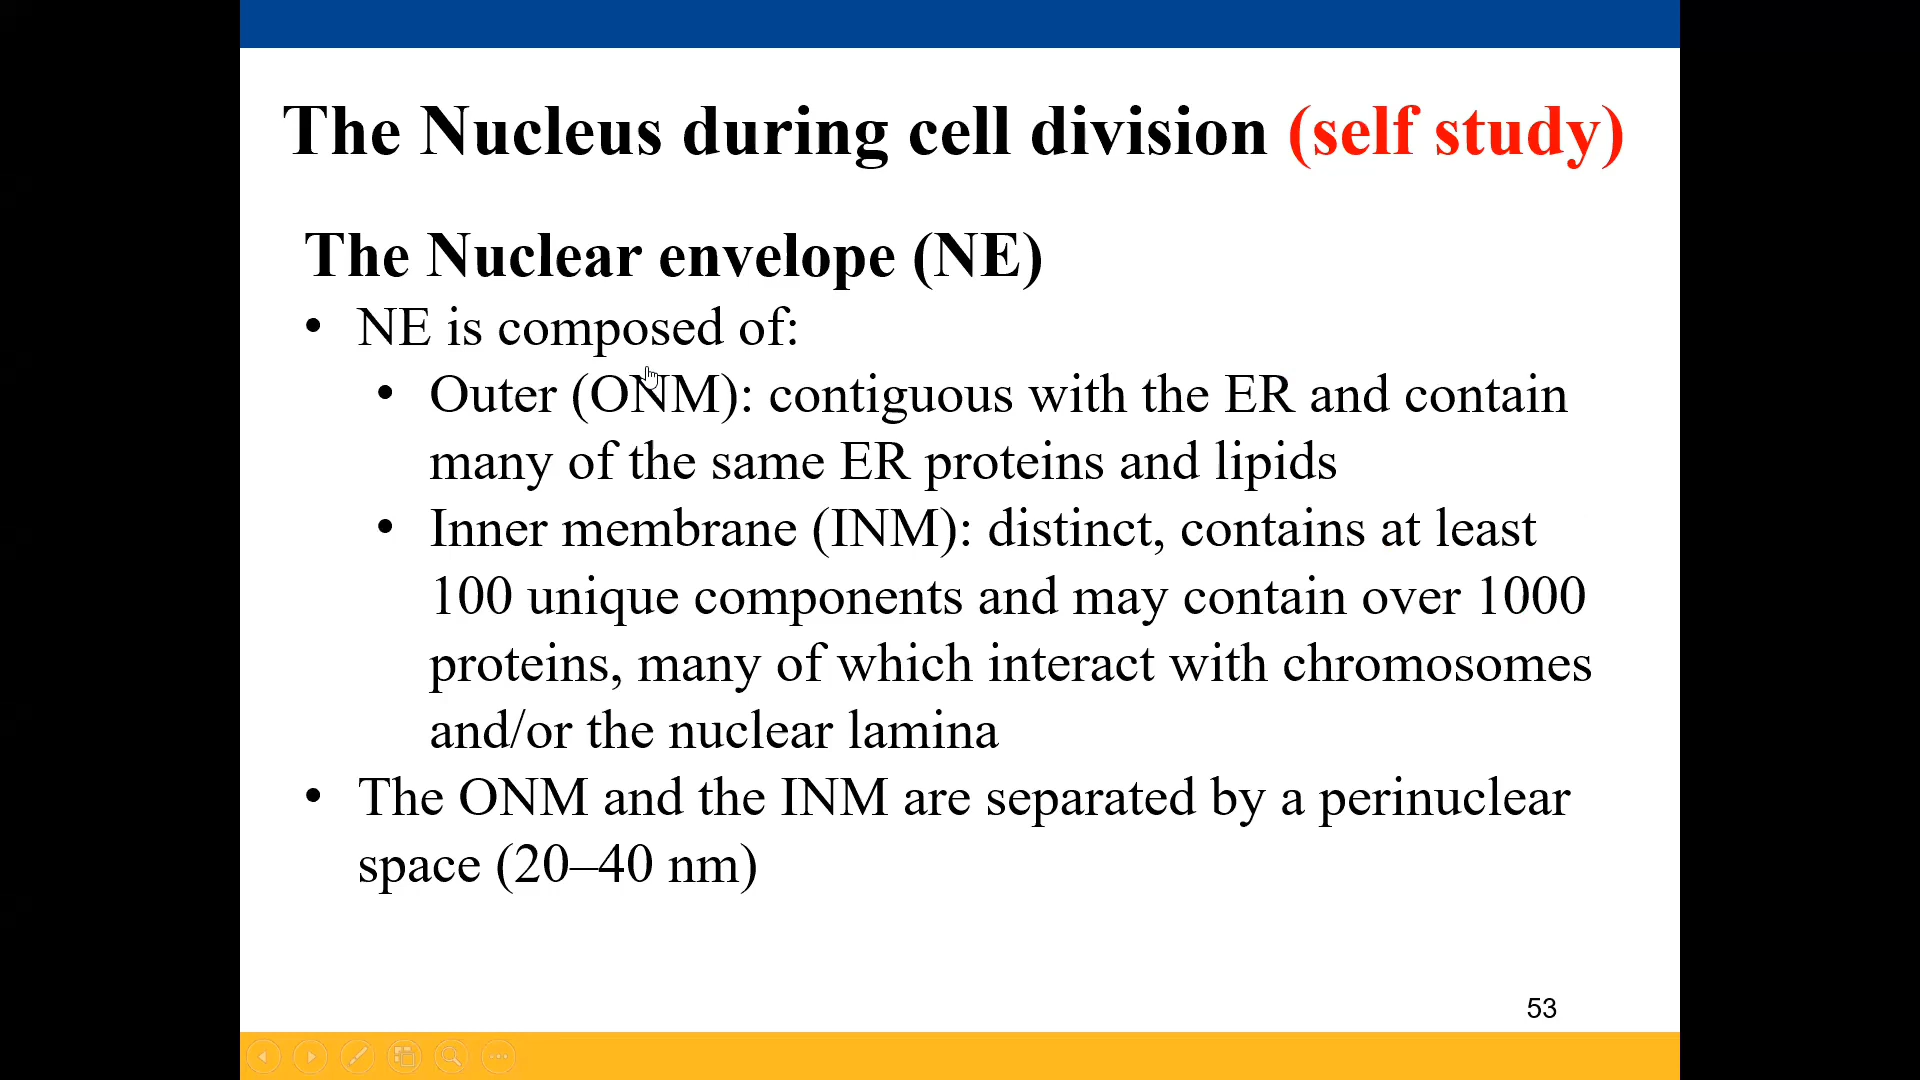 The Nucleus during cell division (self study)
The Nuclear envelope (NE)
• NE is composed of:
• Outer (ONM): contiguous with the ER and contain
many of the same ER proteins and lipids
• Inner membrane (INM): distinct, contains at least
100 unique components and may contain over 1000
proteins, many of which interact with chromosomes
and/or the nuclear lamina
• The ONM and the INM are separated by a perinuclear
space (20–40 nm)
53